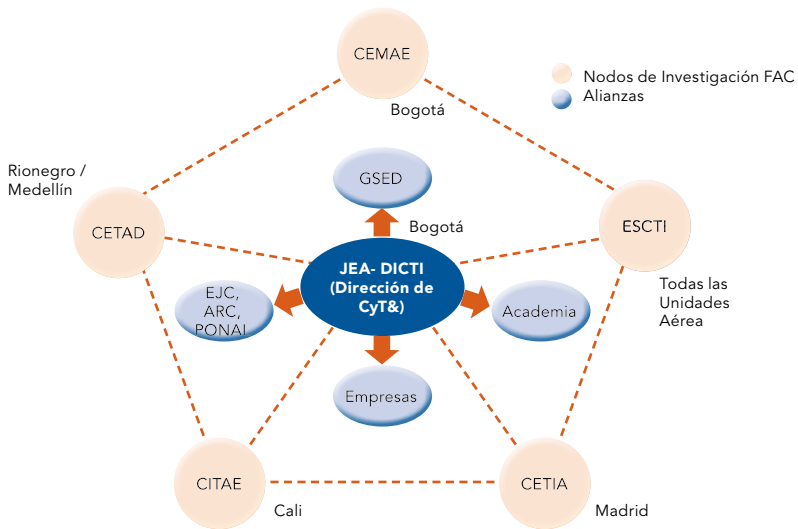 CEMAE
Nodos de Investigación FAC
Alianzas
Bogotá
Rionegro /
Medellín
GSED
CETAD
Bogotá
ESCTI
JEA- DICTI
(Dirección de
CyT&)
EJC,
ARC,
PONAL
Academia
Todas las
Unidades
Aérea
Empresas
CITAE
Cali
CETIA
Madrid